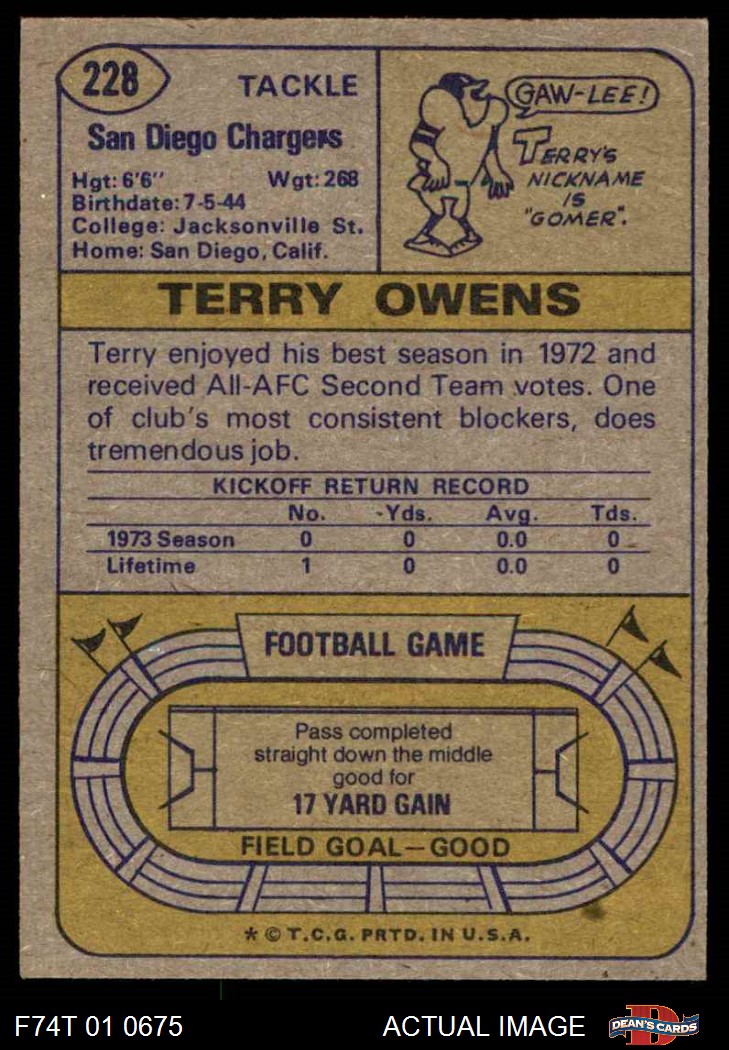 228
TACKLE
San Diego Chargers
Hgt: 6'6" Wgt: 268
Birthdate: 7-5-44
College: Jacksonville St.
Home: San Diego, Calif.
GAW-LEE!
TERRY'S
NICKNAME
IS
"GOMER".
TERRY OWENS
Terry enjoyed his best season in 1972 and
received All-AFC Second Team votes. One
of club's most consistent blockers, does
tremendous job.
KICKOFF RETURN RECORD
No. Yds. Avg. Tds.
1973 Season 0 0 0.0 0
Lifetime 1 0 0.0 0
FOOTBALL GAME
Pass completed
straight down the middle
good for
17 YARD GAIN
FIELD GOAL—GOOD
* © T.C.G. PRTD. IN U.S.A.
F74T 01 0675 ACTUAL IMAGE
D
DEAN'S CARDS